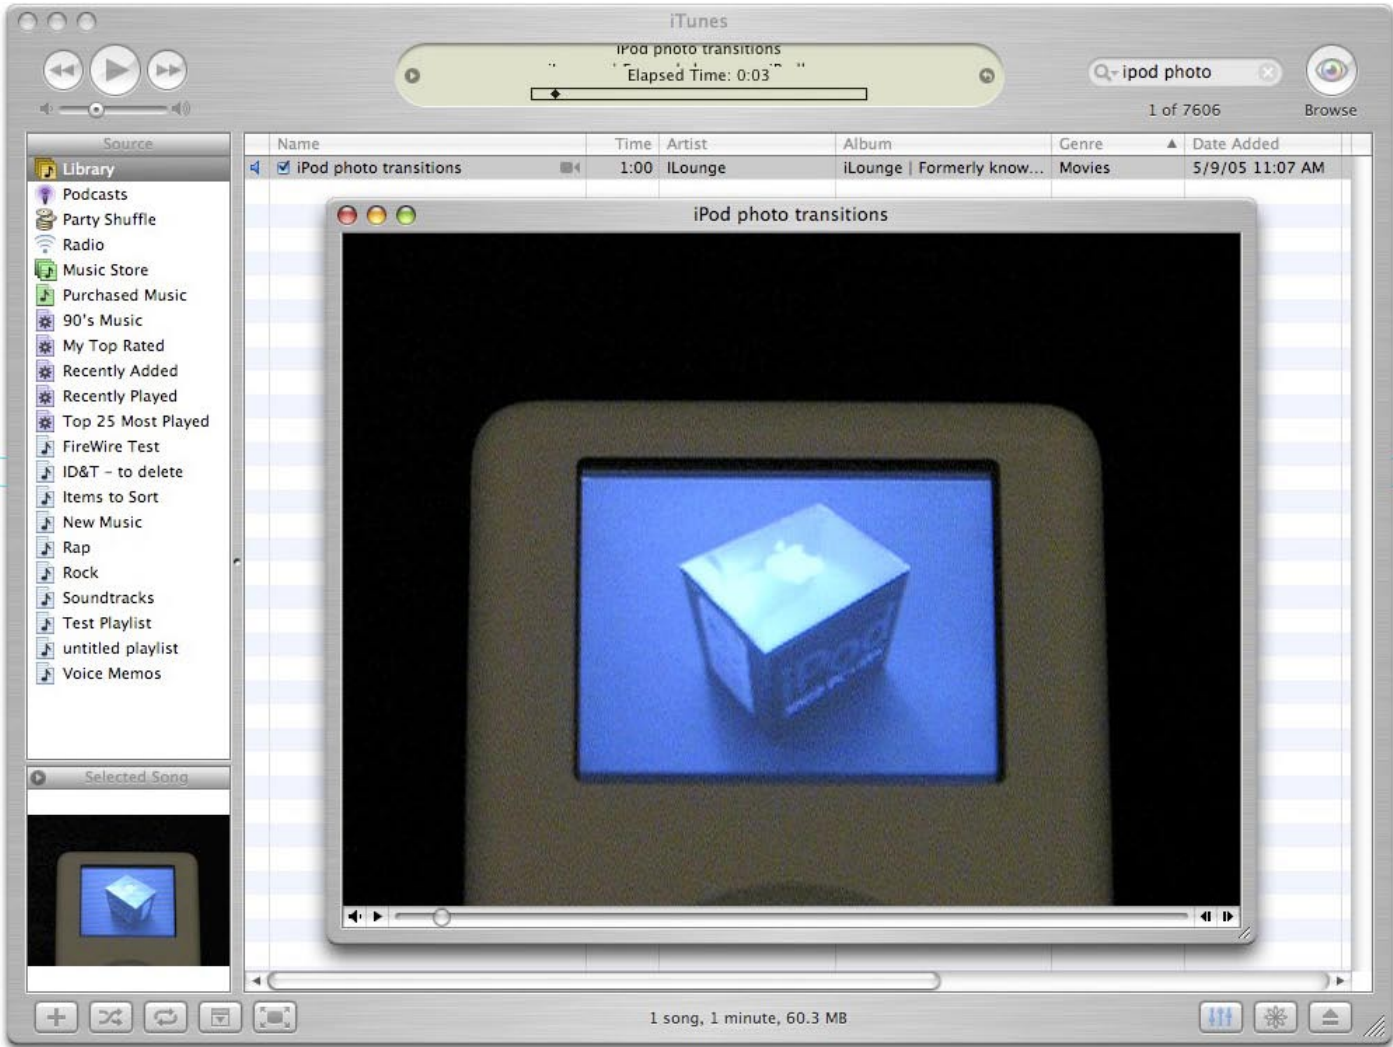 iTunes
iPod photo transitions
Elapsed Time: 0:03
ipod photo
1 of 7606
Browse
Source
Library
Podcasts
Party Shuffle
Radio
Music Store
Purchased Music
90's Music
My Top Rated
Recently Added
Recently Played
Top 25 Most Played
FireWire Test
ID&T - to delete
Items to Sort
New Music
Rap
Rock
Soundtracks
Test Playlist
untitled playlist
Voice Memos
Selected Song
Name Time Artist Album Genre Date Added
iPod photo transitions 1:00 ILounge iLounge | Formerly know... Movies 5/9/05 11:07 AM
iPod photo transitions
iPod
1 song, 1 minute, 60.3 MB